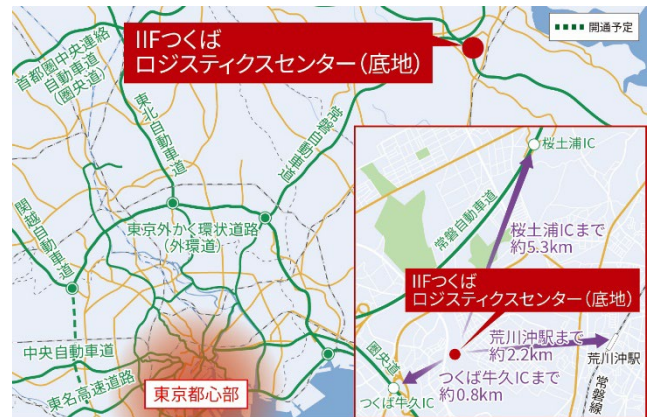 IIFつくば
ロジスティクスセンター(底地)
開通予定
首都圏中央連絡
自動車道
(圏央道)
東北自動車道
常磐自動車道
関越自動車道
東京外かく環状道路
(外環道)
中央自動車道
東名高速道路
東京都心部
桜土浦IC
常磐自動車道
桜土浦ICまで
約5.3km
IIFつくば
ロジスティクスセンター(底地)
荒川沖駅まで
約2.2km
荒川沖駅
つくば牛久ICまで
約0.8km
圏央道
つくば牛久IC
常磐線